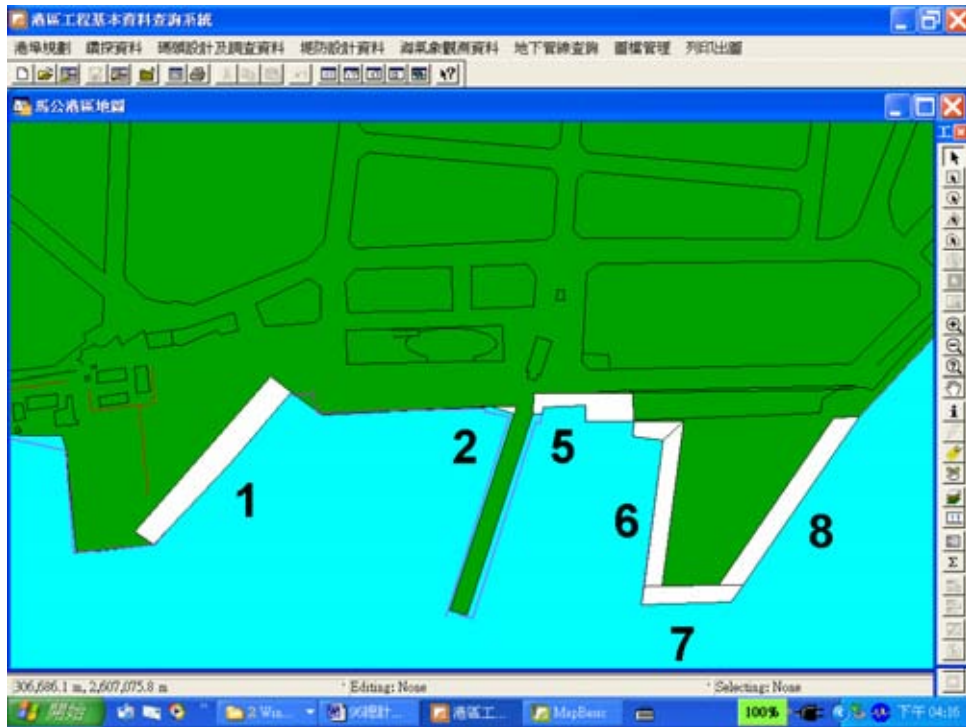 港區工程基本資料查詢系統
港埠規劃 鑽探資料 碼頭設計及調查資料 堤防設計資料 海氣象觀測資料 地下管線查詢 圖檔管理 列印出圖
馬公港區地圖
工
1
2
5
6
7
8
306,686.1 m, 2,607,075.8 m
Editing: None
Selecting: None
開始
2 Win...
港區工...
MapBasic
100%
下午 04:16